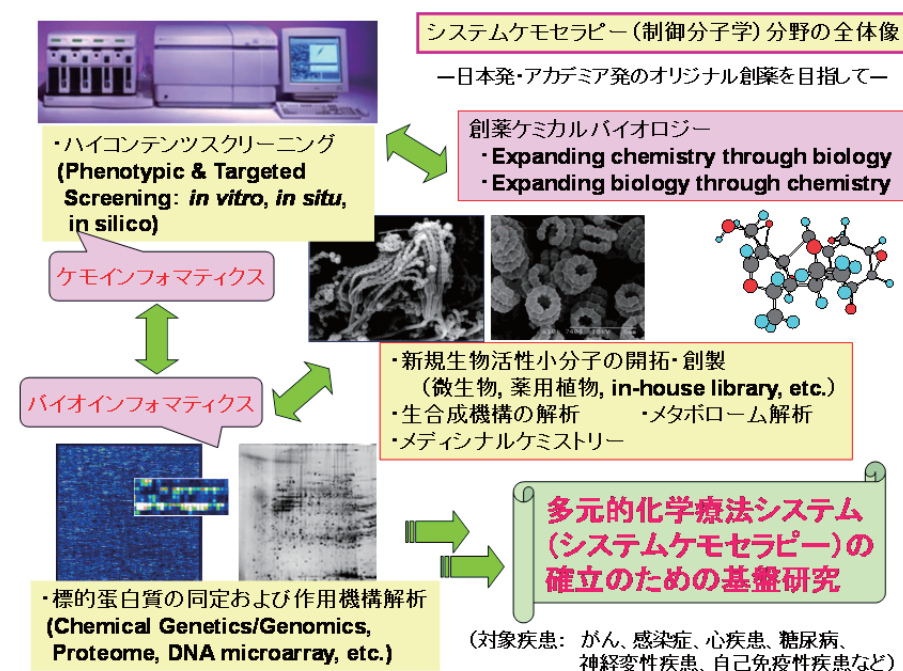 システムケモセラピー(制御分子学)分野の全体像
―日本発・アカデミア発のオリジナル創薬を目指して―
・ハイコンテンツスクリーニング
(Phenotypic & Targeted
Screening: in vitro, in situ,
in silico)
創薬ケミカルバイオロジー
・Expanding chemistry through biology
・Expanding biology through chemistry
ケモインフォマティクス
バイオインフォマティクス
・新規生物活性小分子の開拓・創製
(微生物, 薬用植物, in-house library, etc.)
・生合成機構の解析 ・メタボローム解析
・メディシナルケミストリー
・標的蛋白質の同定および作用機構解析
(Chemical Genetics/Genomics,
Proteome, DNA microarray, etc.)
多元的化学療法システム
(システムケモセラピー)の
確立のための基盤研究
(対象疾患: がん、感染症、心疾患、糖尿病、
神経変性疾患、自己免疫性疾患など)